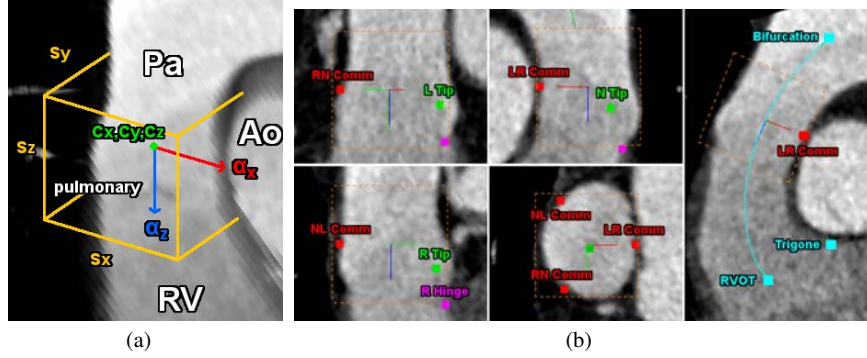 sy
Pa
sz
Cx,Cy,Cz
Ao
αx
pulmonary
αz
sx
RV
(a)
RN Comm
L Tip
LR Comm
N Tip
NL Comm
R Tip
R Hinge
NL Comm
LR Comm
RN Comm
Bifurcation
LR Comm
Trigone
RVOT
(b)